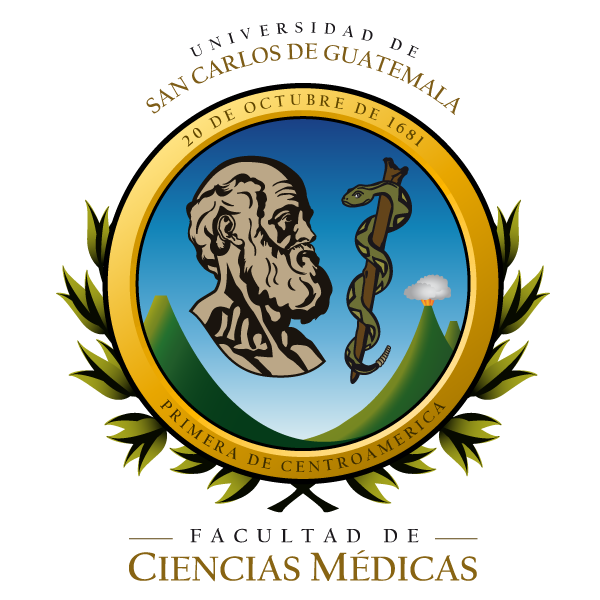 UNIVERSIDAD DE
SAN CARLOS DE GUATEMALA
20 DE OCTUBRE DE 1681
PRIMERA DE CENTROAMERICA
FACULTAD DE
CIENCIAS MÉDICAS